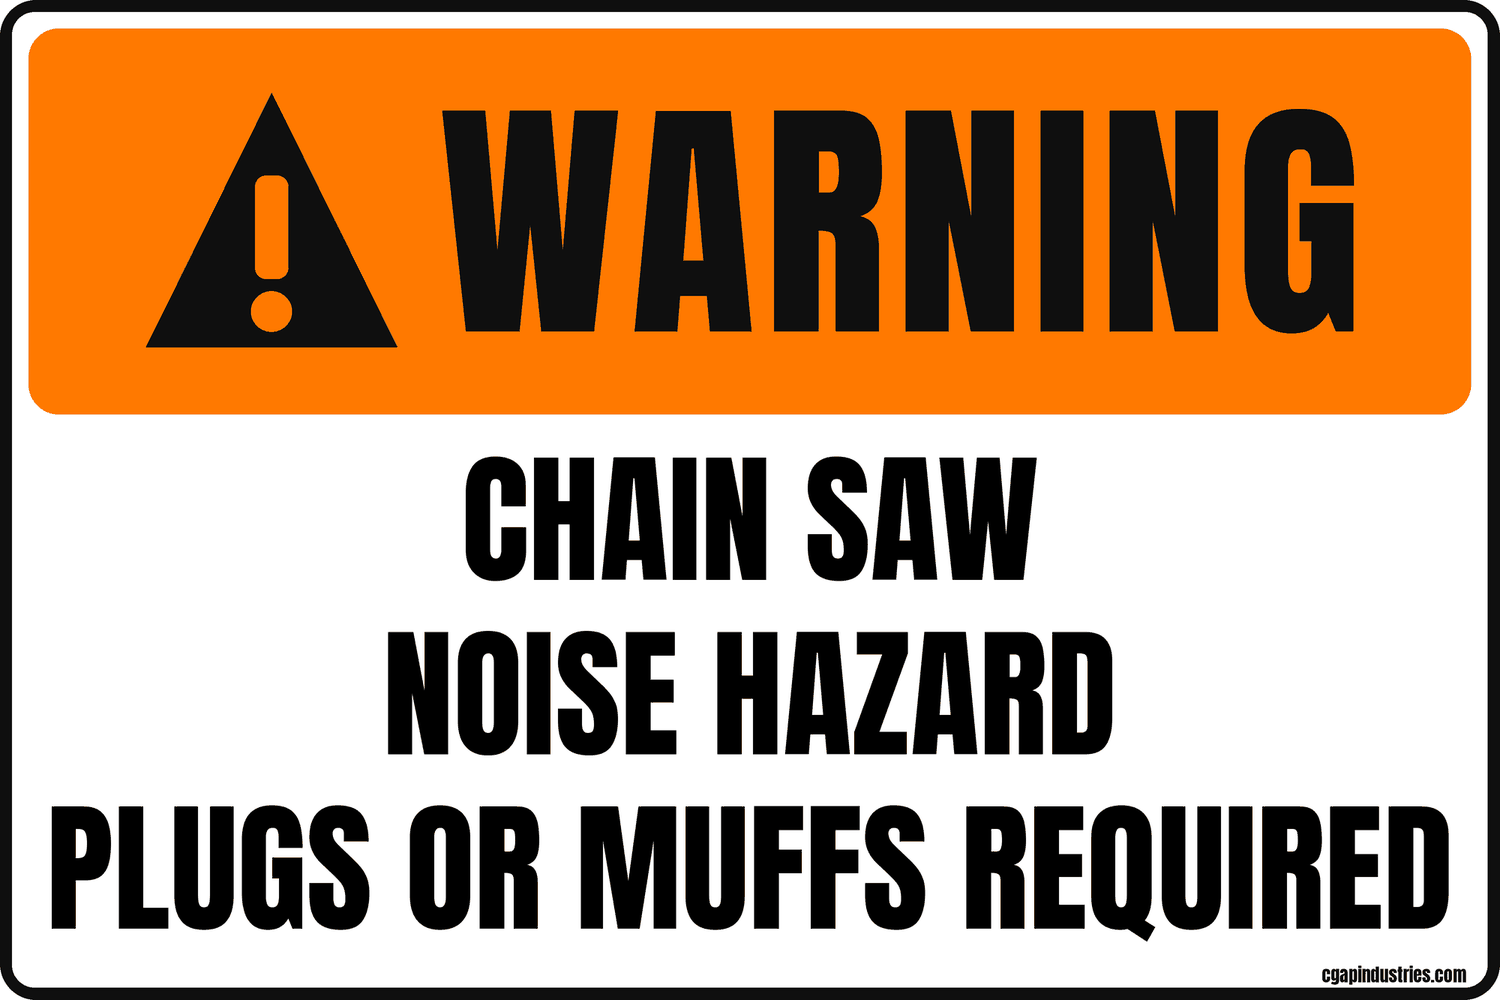 WARNING
CHAIN SAW
NOISE HAZARD
PLUGS OR MUFFS REQUIRED
cgapindustries.com